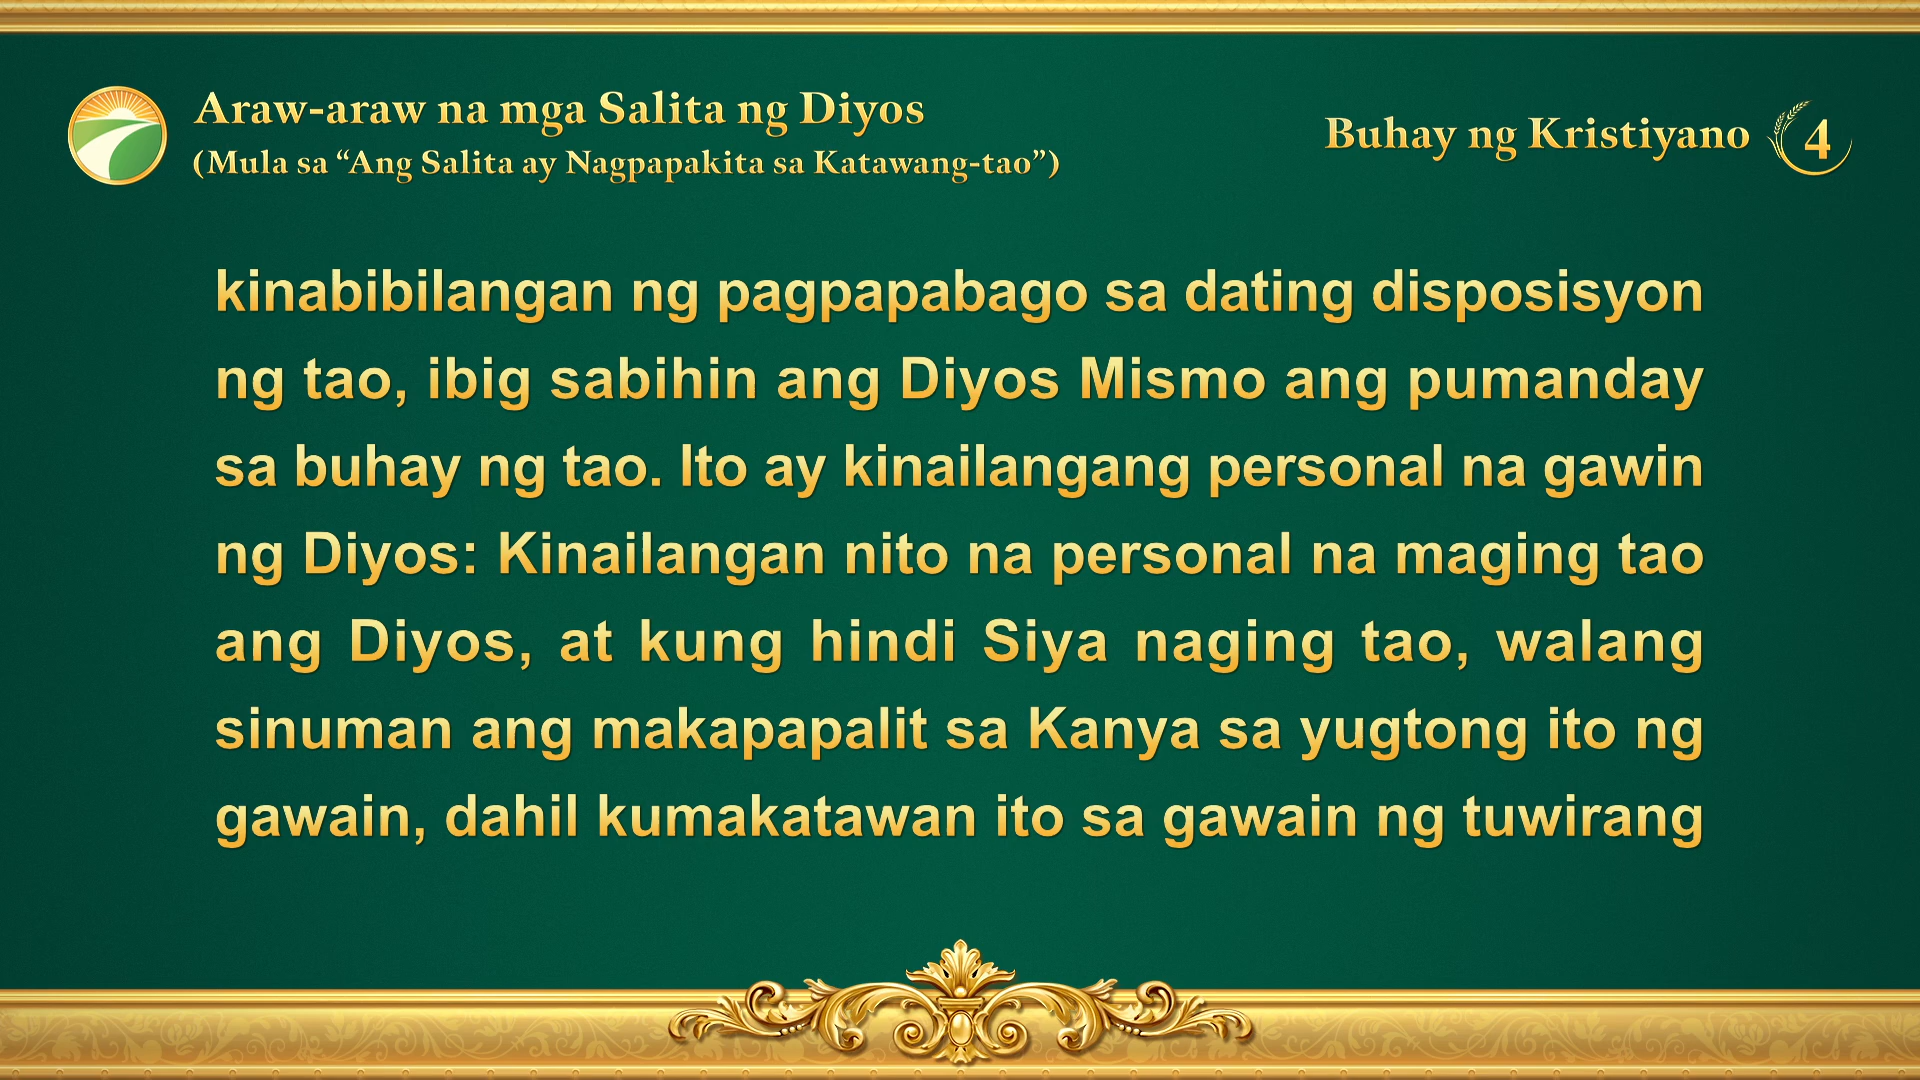 Araw-araw na mga Salita ng Diyos
(Mula sa “Ang Salita ay Nagpapakita sa Katawang-tao”)
Buhay ng Kristiyano 4
kinabibilangan ng pagpapabago sa dating disposisyon
ng tao, ibig sabihin ang Diyos Mismo ang pumanday
sa buhay ng tao. Ito ay kinailangang personal na gawin
ng Diyos: Kinailangan nito na personal na maging tao
ang Diyos, at kung hindi Siya naging tao, walang
sinuman ang makapapalit sa Kanya sa yugtong ito ng
gawain, dahil kumakatawan ito sa gawain ng tuwirang